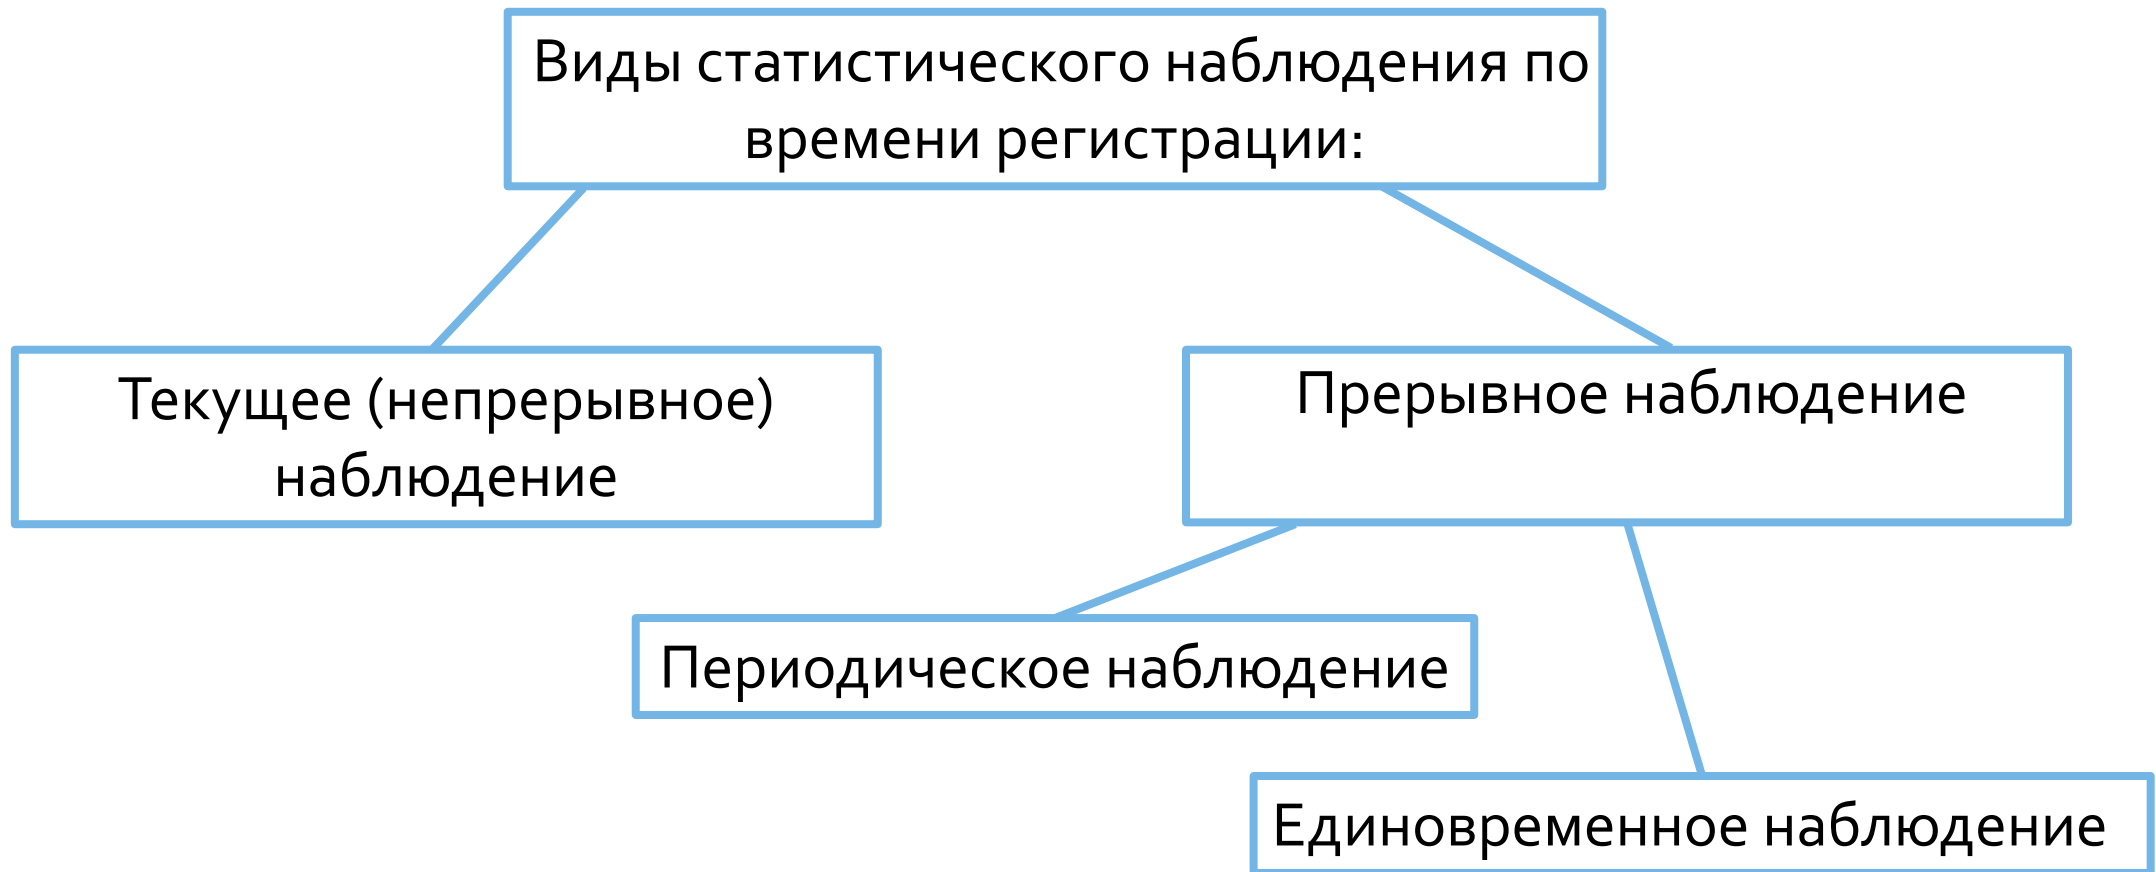 Виды статистического наблюдения по
времени регистрации:
Текущее (непрерывное)
наблюдение
Прерывное наблюдение
Периодическое наблюдение
Единовременное наблюдение